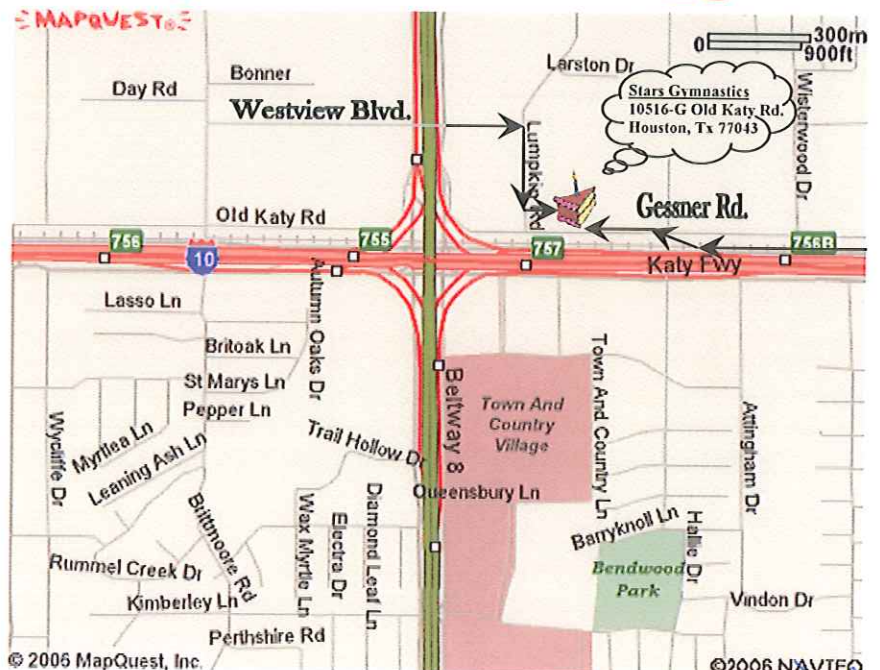 MAPQUEST®
0 300m
900ft
Day Rd
Bonner
Larston Dr
Westview Blvd.
Stars Gymnastics
10516-G Old Katy Rd.
Houston, Tx 77043
Wisterwood Dr
Old Katy Rd
Gessner Rd.
756
10
755
757
756B
Katy Fwy
Lasso Ln
Autumn Oaks Dr
Britoak Ln
St Marys Ln
Pepper Ln
Wycliffe Dr
Myrtlea Ln
Leaning Ash Ln
Trail Hollow Dr
Beltway 8
Town And
Country
Village
Town And Country Ln
Attingham Dr
Queensbury Ln
Brittmoore Rd
Wax Myrtle Ln
Electra Dr
Diamond Leaf Ln
Barryknoll Ln
Hallie Dr
Bendwood
Park
Rummel Creek Dr
Kimberley Ln
Vindon Dr
Perthshire Rd
© 2006 MapQuest, Inc.
©2006 NAVTEQ